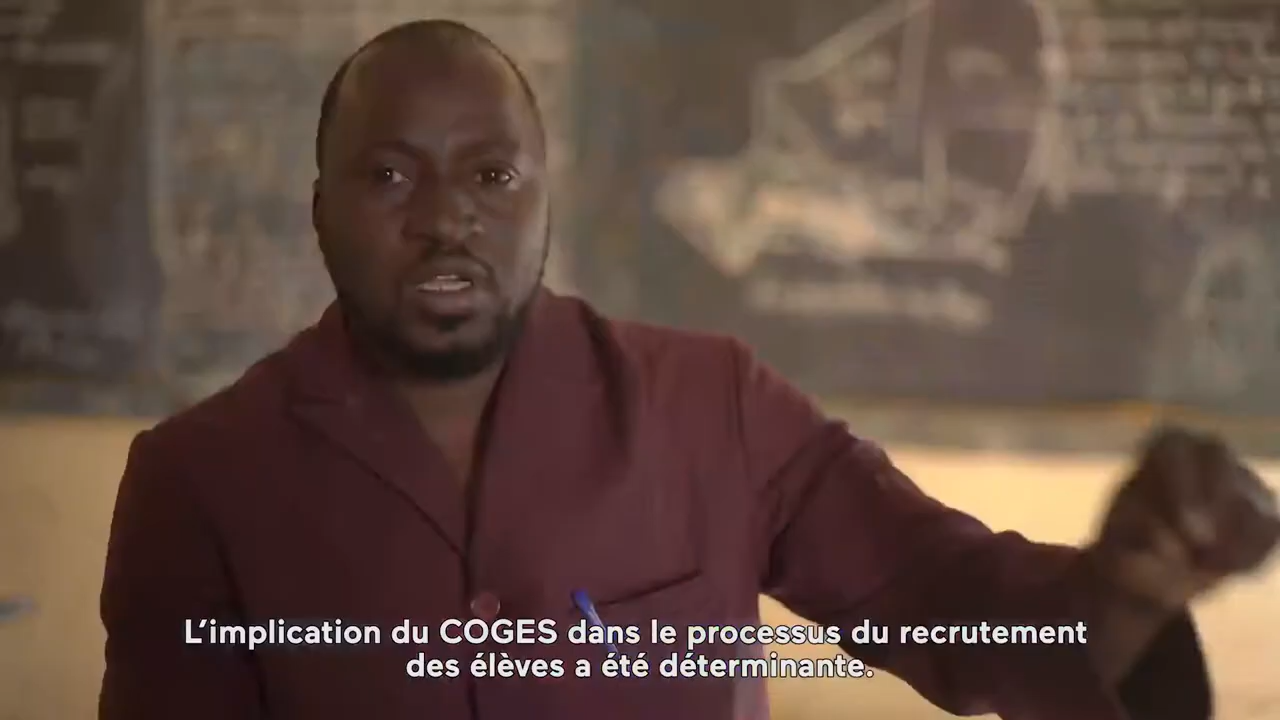 L’implication du COGES dans le processus du recrutement
des élèves a été déterminante.